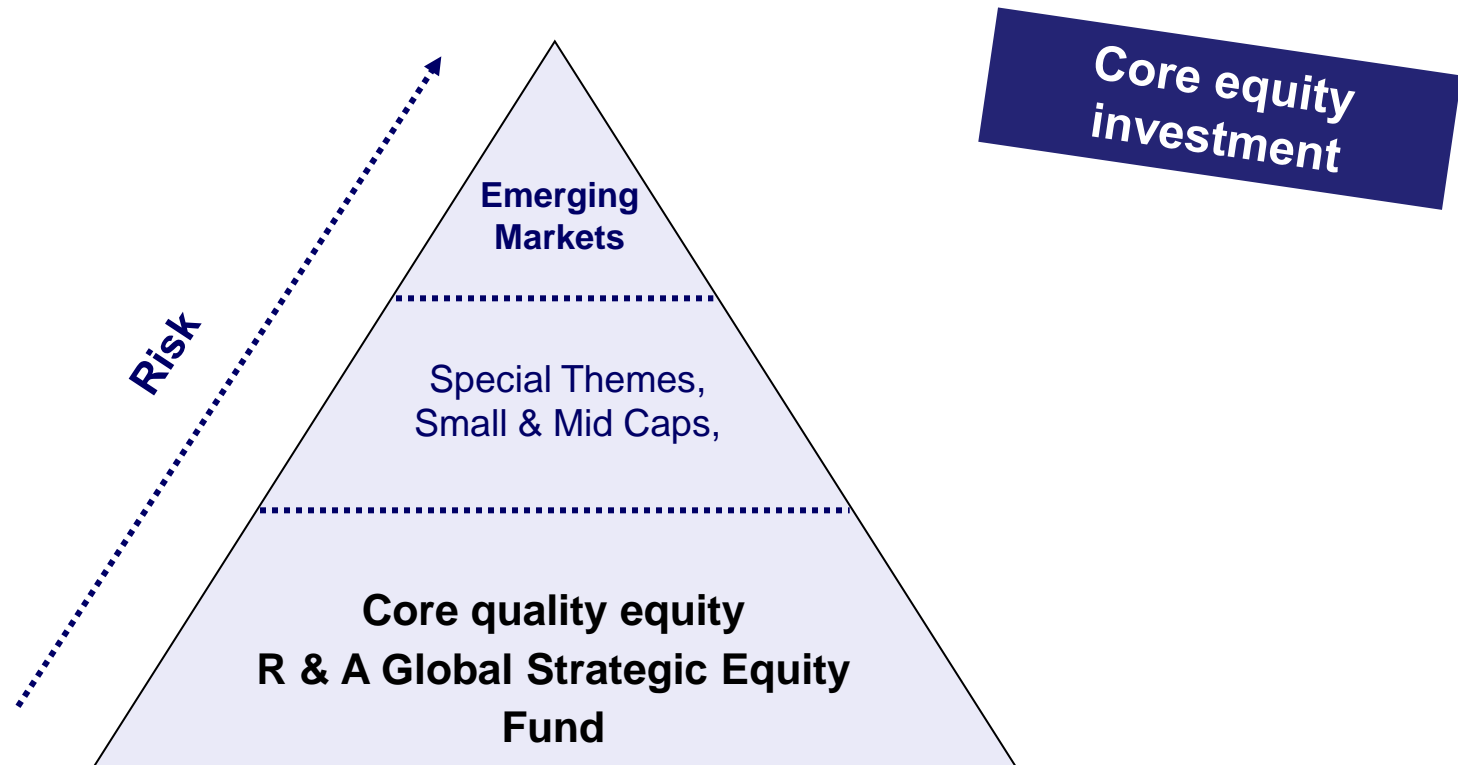 Core equity
investment
Emerging
Markets
Risk
Special Themes,
Small & Mid Caps,
Core quality equity
R & A Global Strategic Equity
Fund